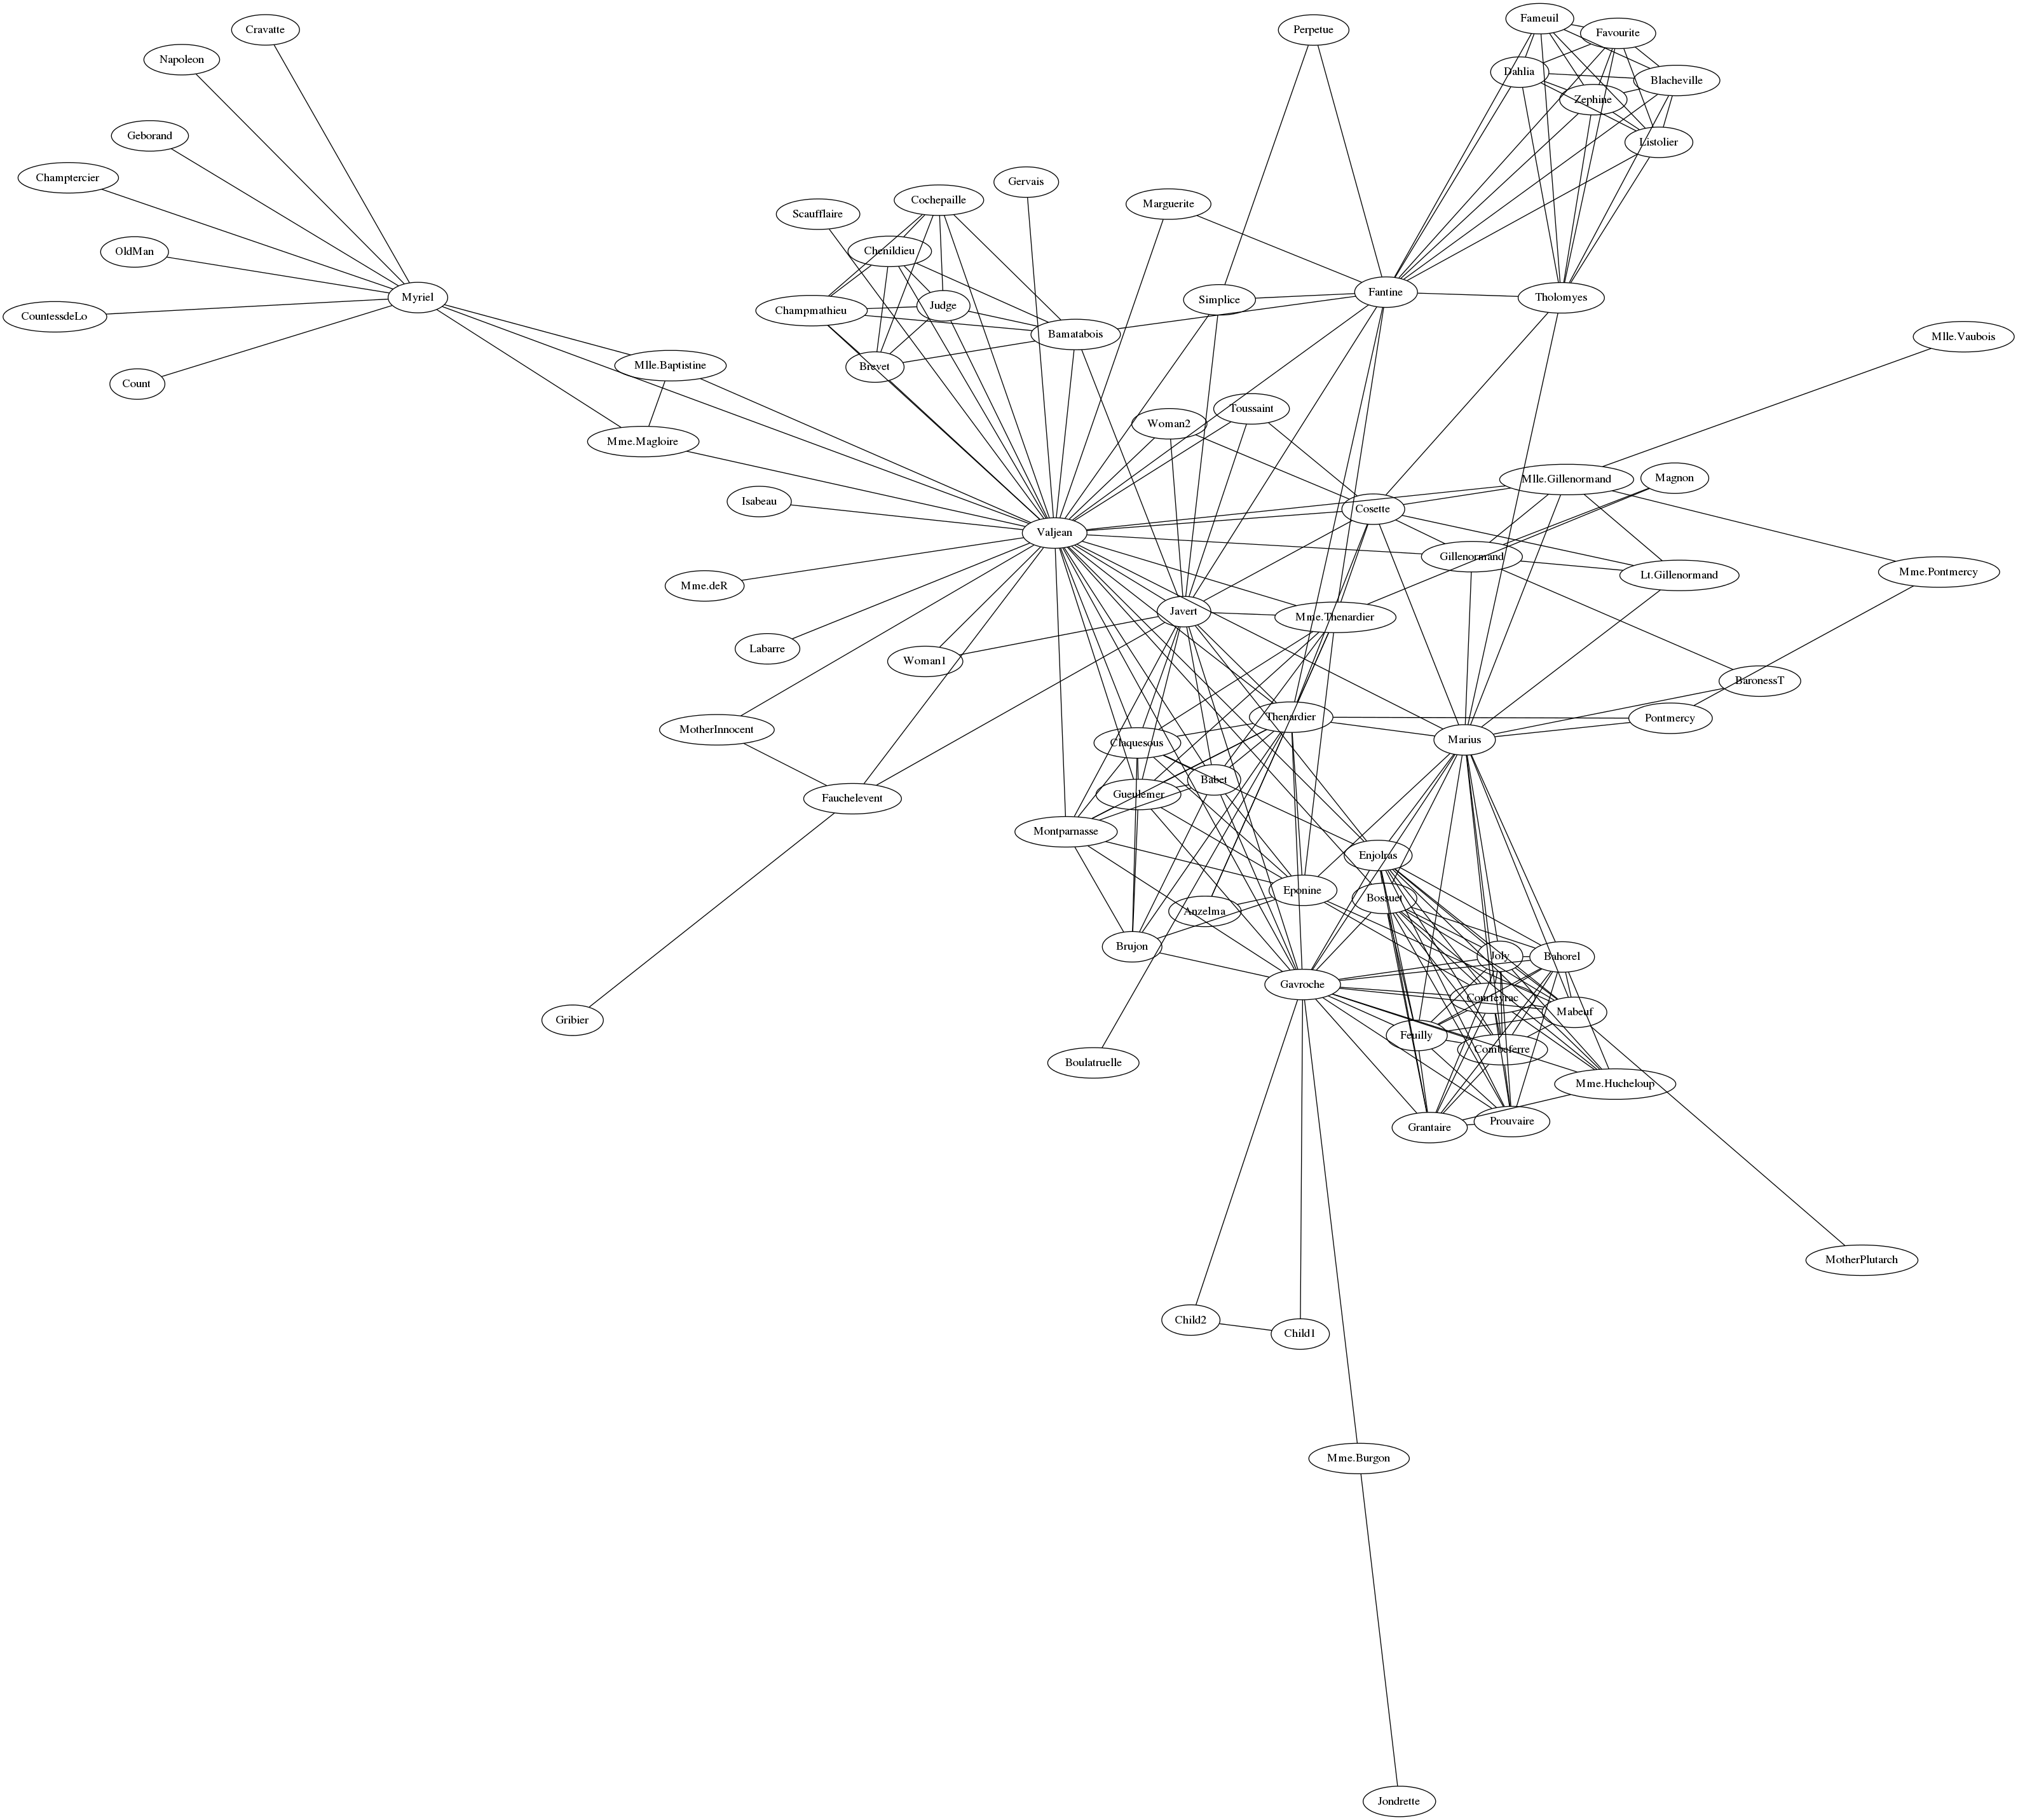 Fameuil
Cravatte
Perpetue
Favourite
Napoleon
Dahlia
Blacheville
Zephine
Geborand
Listolier
Champtercier
Gervais
Cochepaille
Marguerite
Scaufflaire
OldMan
Chenildieu
Fantine
Myriel
Tholomyes
Simplice
Judge
Champmathieu
CountessdeLo
Bamatabois
Mlle.Vaubois
Mlle.Baptistine
Brevet
Count
Toussaint
Woman2
Mme.Magloire
Magnon
Mlle.Gillenormand
Isabeau
Cosette
Valjean
Gillenormand
Mme.Pontmercy
Lt.Gillenormand
Mme.deR
Javert
Mme.Thenardier
Labarre
Woman1
BaronessT
Thenardier
Pontmercy
MotherInnocent
Marius
Claquesous
Babet
Gueulemer
Fauchelevent
Montparnasse
Enjolras
Eponine
Bossuet
Anzelma
Brujon
Joly
Bahorel
Gavroche
Courfeyrac
Mabeuf
Gribier
Feuilly
Combeferre
Boulatruelle
Mme.Hucheloup
Prouvaire
Grantaire
MotherPlutarch
Child2
Child1
Mme.Burgon
Jondrette